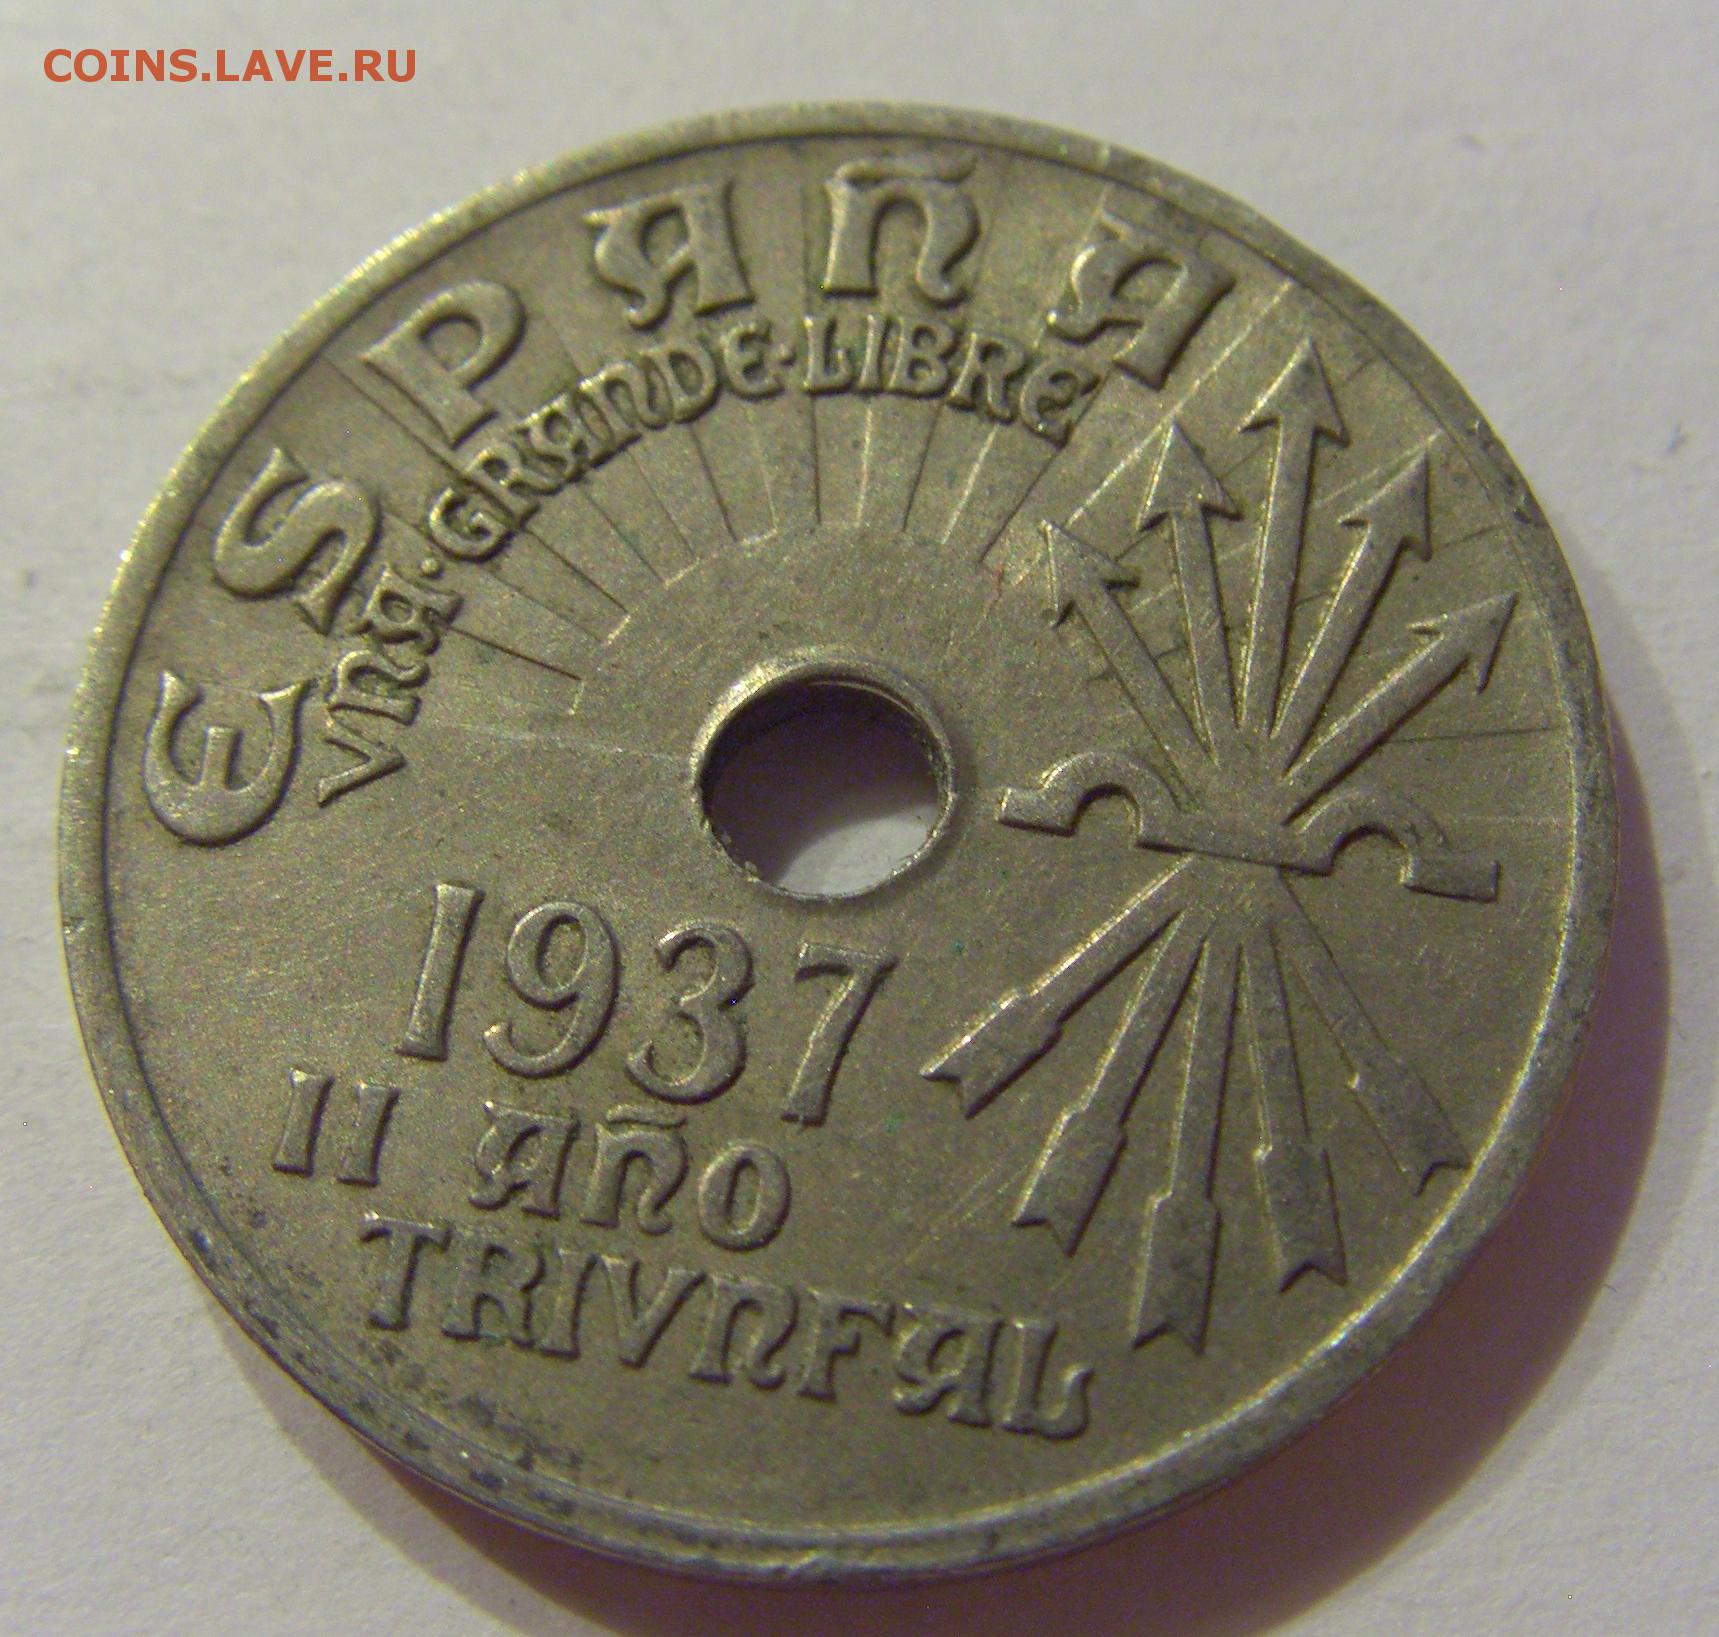 COINS.LAVE.RU
ESPAÑA
VNA·GRANDE·LIBRE
1937
II AÑO
TRIVNFAL